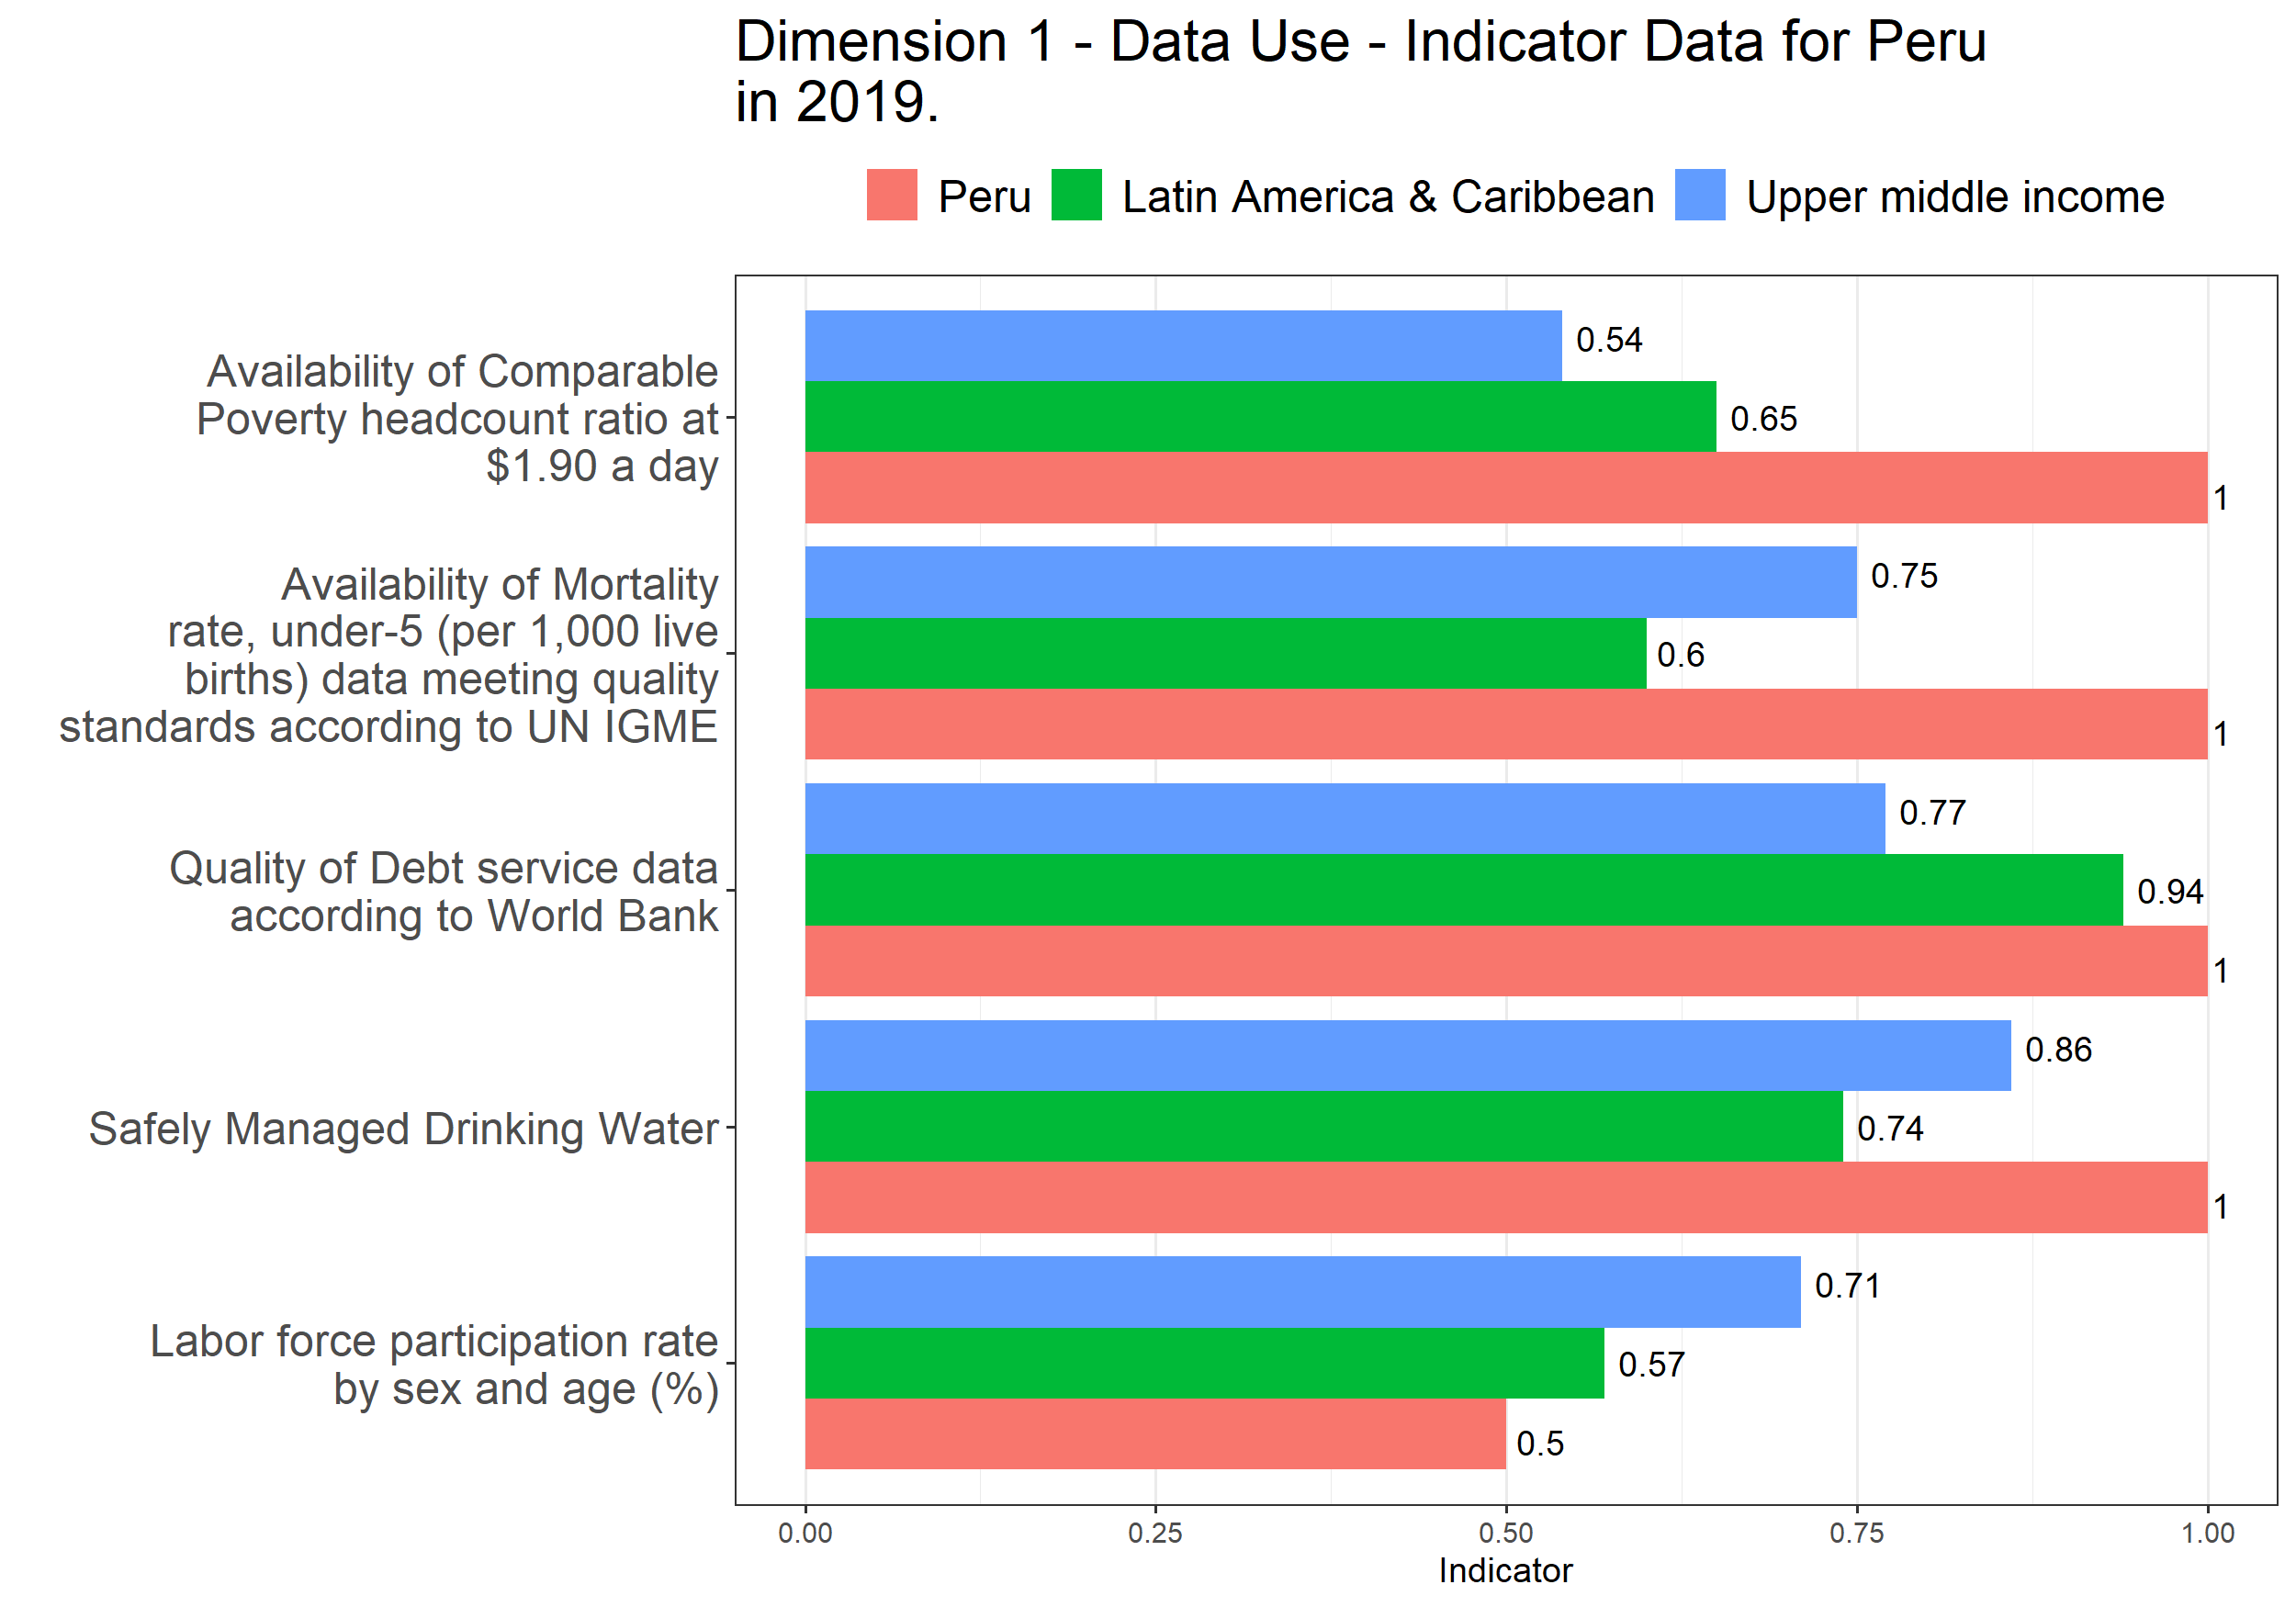 Dimension 1 - Data Use - Indicator Data for Peru
in 2019.
Peru
Latin America & Caribbean
Upper middle income
Availability of Comparable
Poverty headcount ratio at
$1.90 a day
0.54
0.65
1
Availability of Mortality
rate, under-5 (per 1,000 live
births) data meeting quality
standards according to UN IGME
0.75
0.6
1
Quality of Debt service data
according to World Bank
0.77
0.94
1
Safely Managed Drinking Water
0.86
0.74
1
Labor force participation rate
by sex and age (%)
0.71
0.57
0.5
0.00
0.25
0.50
0.75
1.00
Indicator